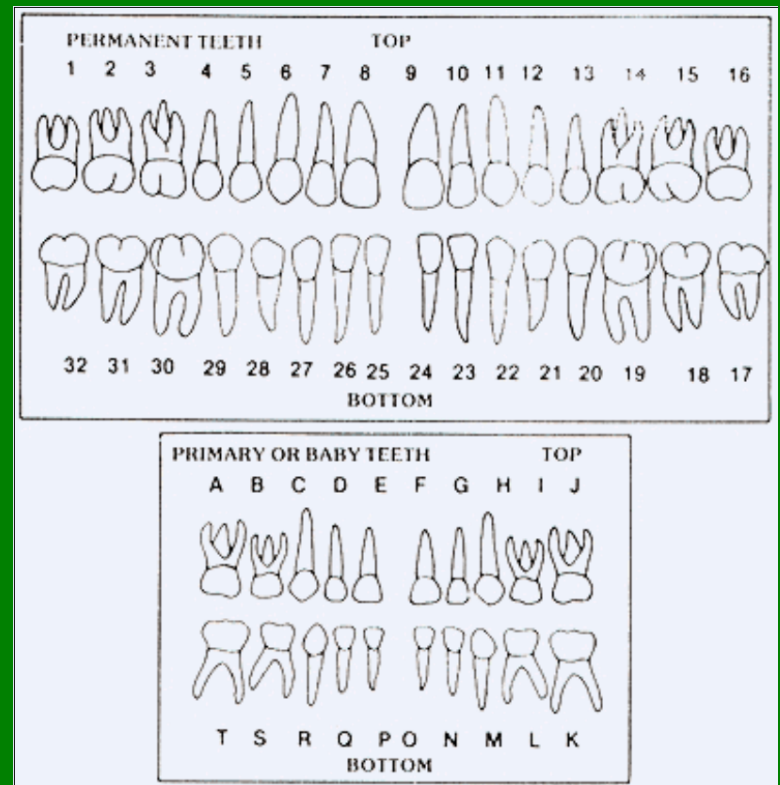 PERMANENT TEETH TOP
1 2 3 4 5 6 7 8 9 10 11 12 13 14 15 16
32 31 30 29 28 27 26 25 24 23 22 21 20 19 18 17
BOTTOM
PRIMARY OR BABY TEETH TOP
A B C D E F G H I J
T S R Q P O N M L K
BOTTOM